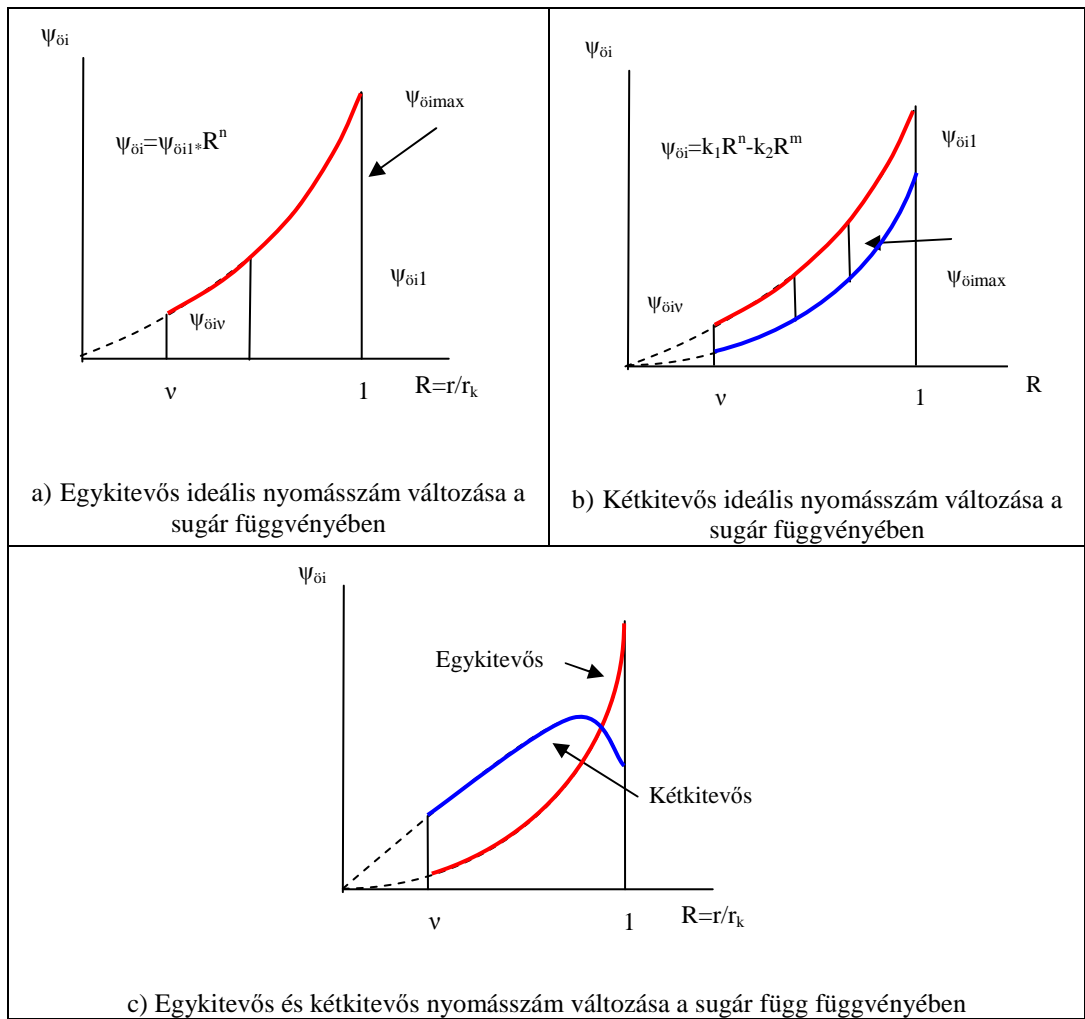 ψöi
ψöimax
ψöi=ψöi1*Rⁿ
ψöi1
ψöiν
ν
1
R=r/rk
a) Egykitevős ideális nyomásszám változása a
sugár függvényében
ψöi
ψöi=k₁Rⁿ-k₂Rᵐ
ψöi1
ψöiν
ψöimax
ν
1
R
b) Kétkitevős ideális nyomásszám változása a
sugár függvényében
ψöi
Egykitevős
Kétkitevős
ν
1
R=r/rk
c) Egykitevős és kétkitevős nyomásszám változása a sugár függ függvényében